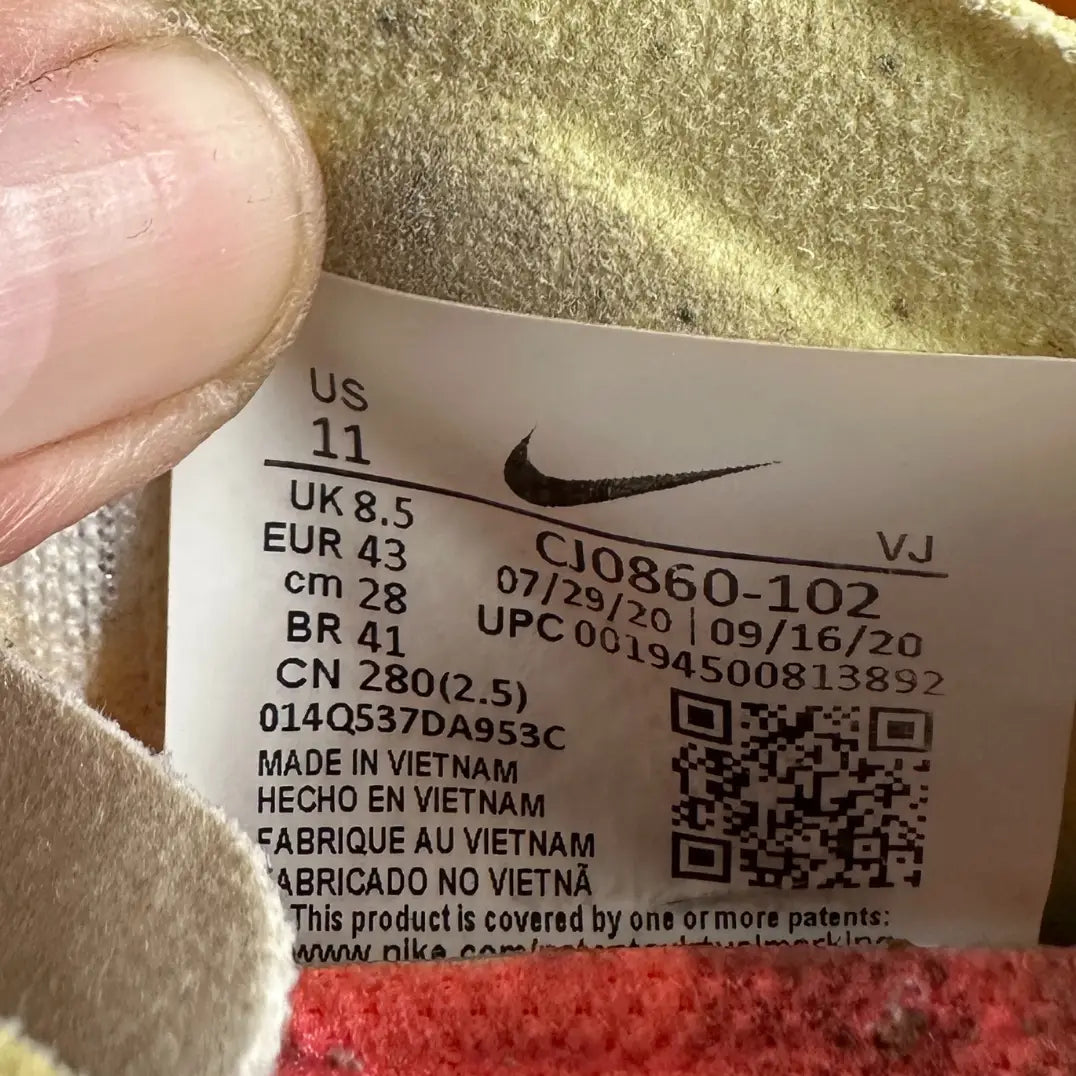 US
11
UK 8.5
EUR 43
cm 28
BR 41
CN 280(2.5)
014Q537DA953C
VJ
CJ0860-102
07/29/20 | 09/16/20
UPC 00194500813892
MADE IN VIETNAM
HECHO EN VIETNAM
FABRIQUE AU VIETNAM
FABRICADO NO VIETNÃ
This product is covered by one or more patents: